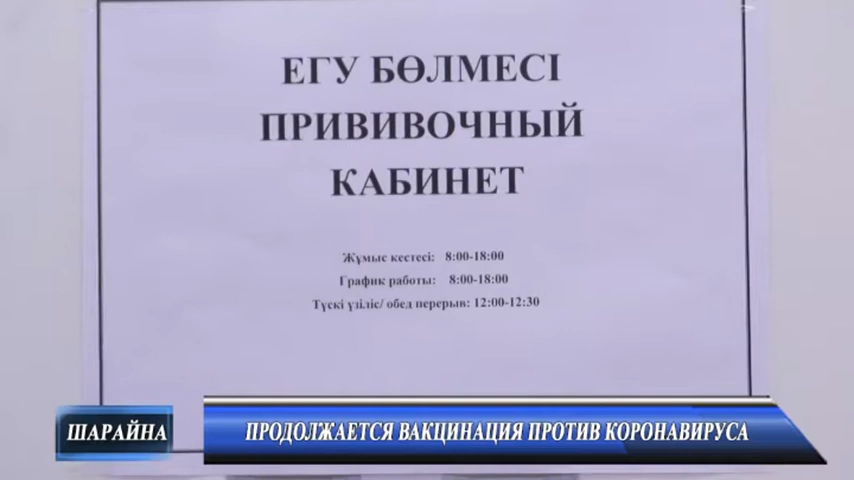 ЕГУ БӨЛМЕСІ
ПРИВИВОЧНЫЙ
КАБИНЕТ
Жұмыс кестесі: 8:00-18:00
График работы: 8:00-18:00
Түскі үзіліс/ обед перерыв: 12:00-12:30
ШАРАЙНА
ПРОДОЛЖАЕТСЯ ВАКЦИНАЦИЯ ПРОТИВ КОРОНАВИРУСА